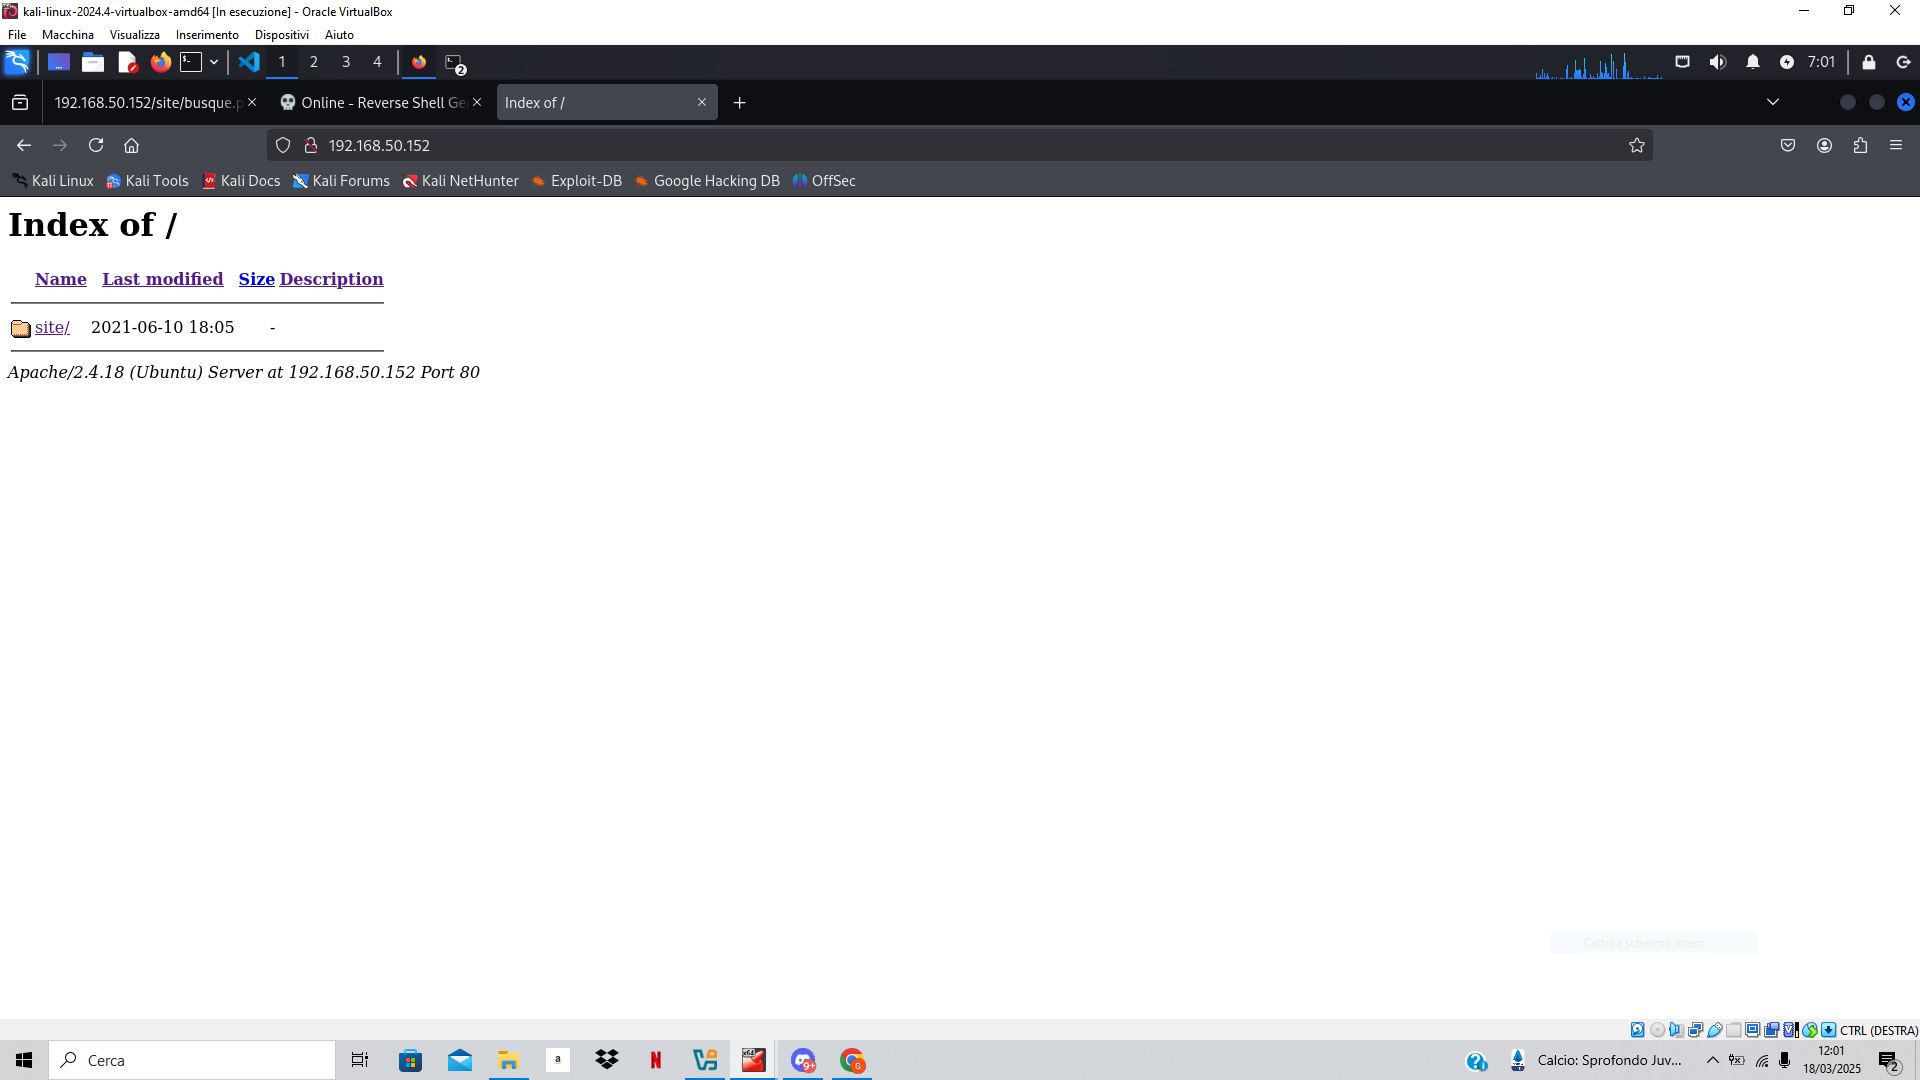 kali-linux-2024.4-virtualbox-amd64 [In esecuzione] - Oracle VirtualBox
File Macchina Visualizza Inserimento Dispositivi Aiuto
1 2 3 4 2 7:01
192.168.50.152/site/busque.p Online - Reverse Shell Ge Index of /
192.168.50.152
Kali Linux Kali Tools Kali Docs Kali Forums Kali NetHunter Exploit-DB Google Hacking DB OffSec
Index of /
Name Last modified Size Description
site/ 2021-06-10 18:05 -
Apache/2.4.18 (Ubuntu) Server at 192.168.50.152 Port 80
Cattura schermo intero
CTRL (DESTRA)
Cerca a N x64 9+ G Calcio: Sprofondo Juv... 12:01
18/03/2025 2